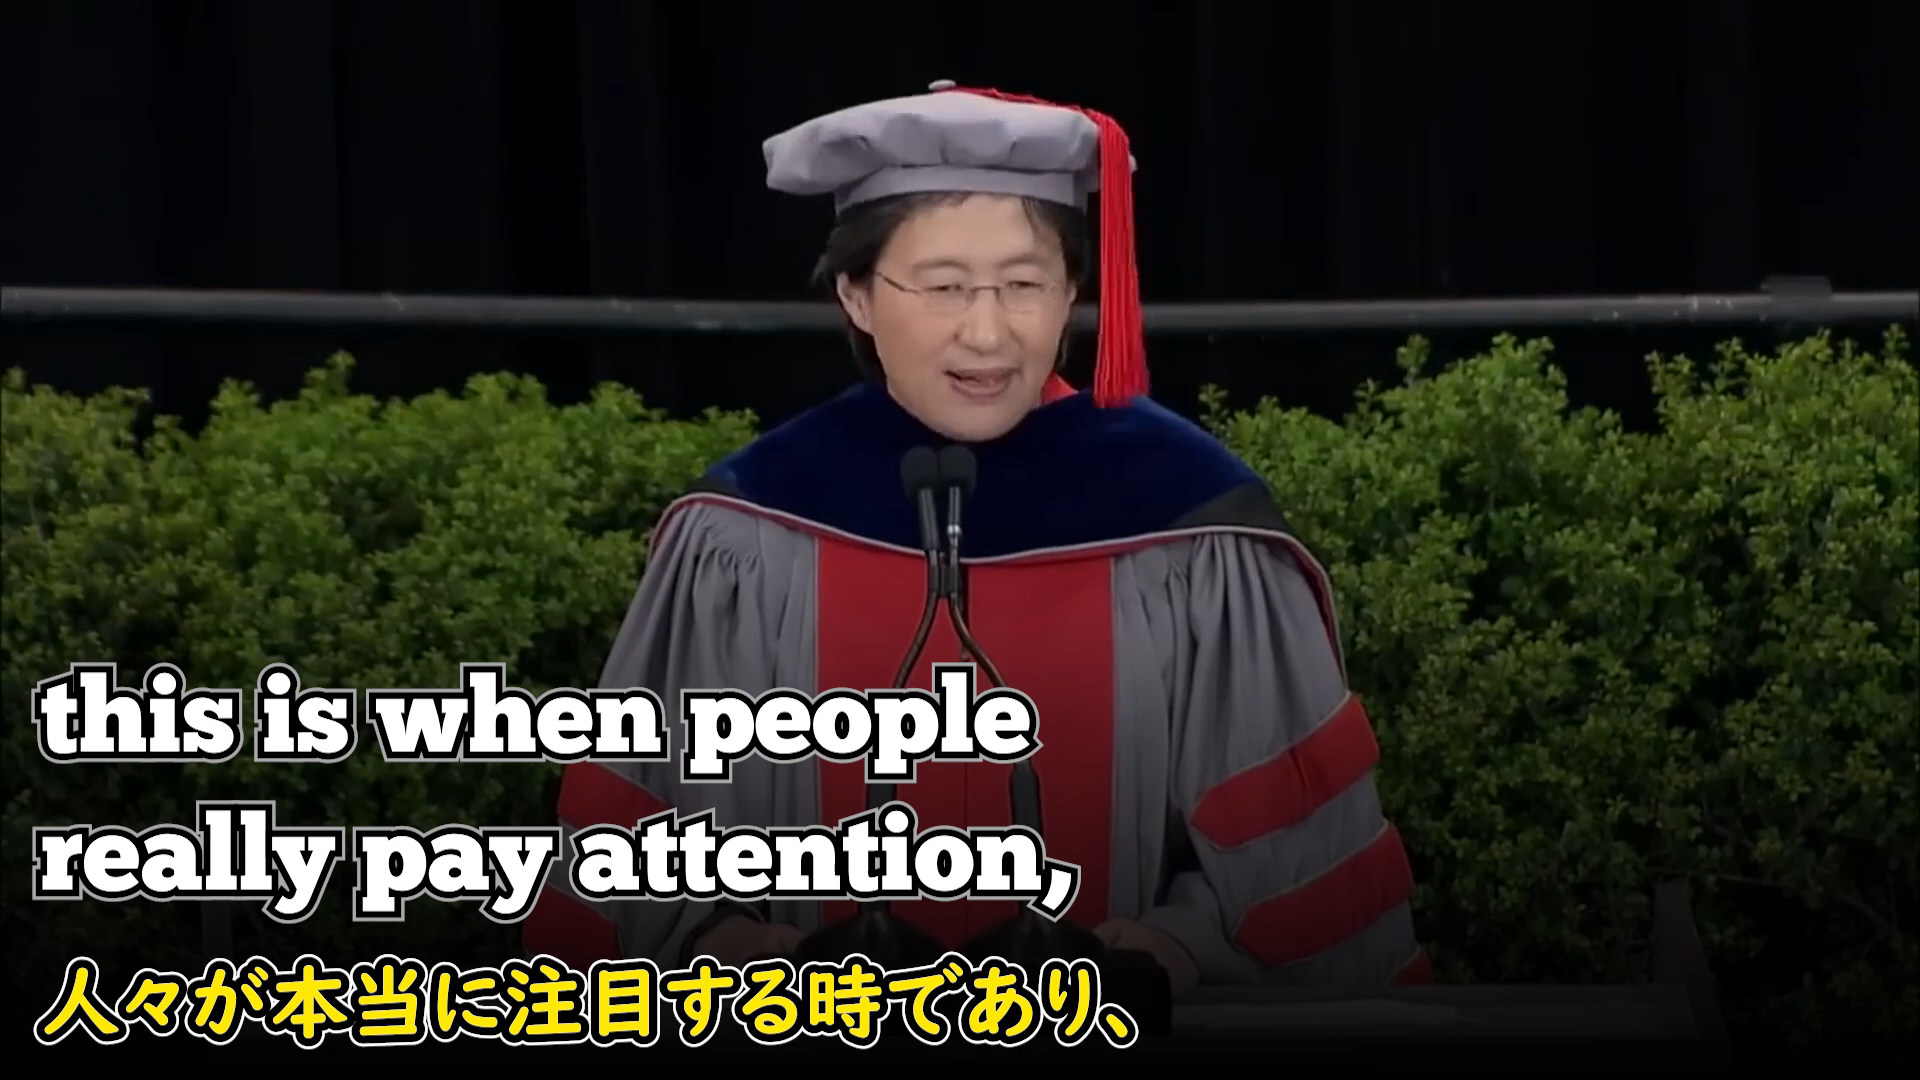 this is when people
really pay attention,
人々が本当に注目する時であり、